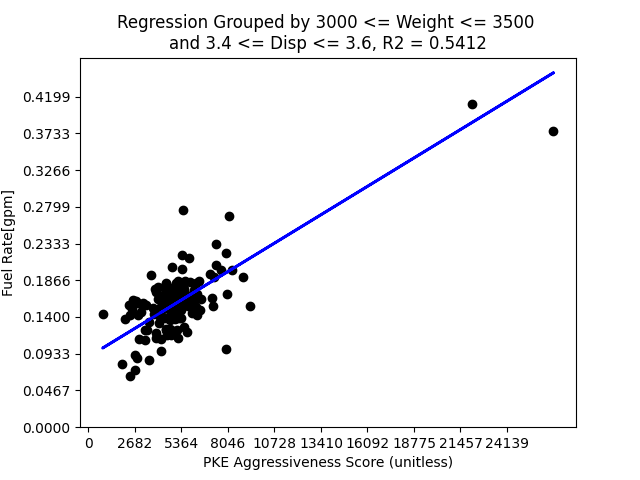 Regression Grouped by 3000 <= Weight <= 3500
and 3.4 <= Disp <= 3.6, R2 = 0.5412
Fuel Rate[gpm]
0.4199
0.3733
0.3266
0.2799
0.2333
0.1866
0.1400
0.0933
0.0467
0.0000
0 2682 5364 8046 10728 13410 16092 18775 21457 24139
PKE Aggressiveness Score (unitless)